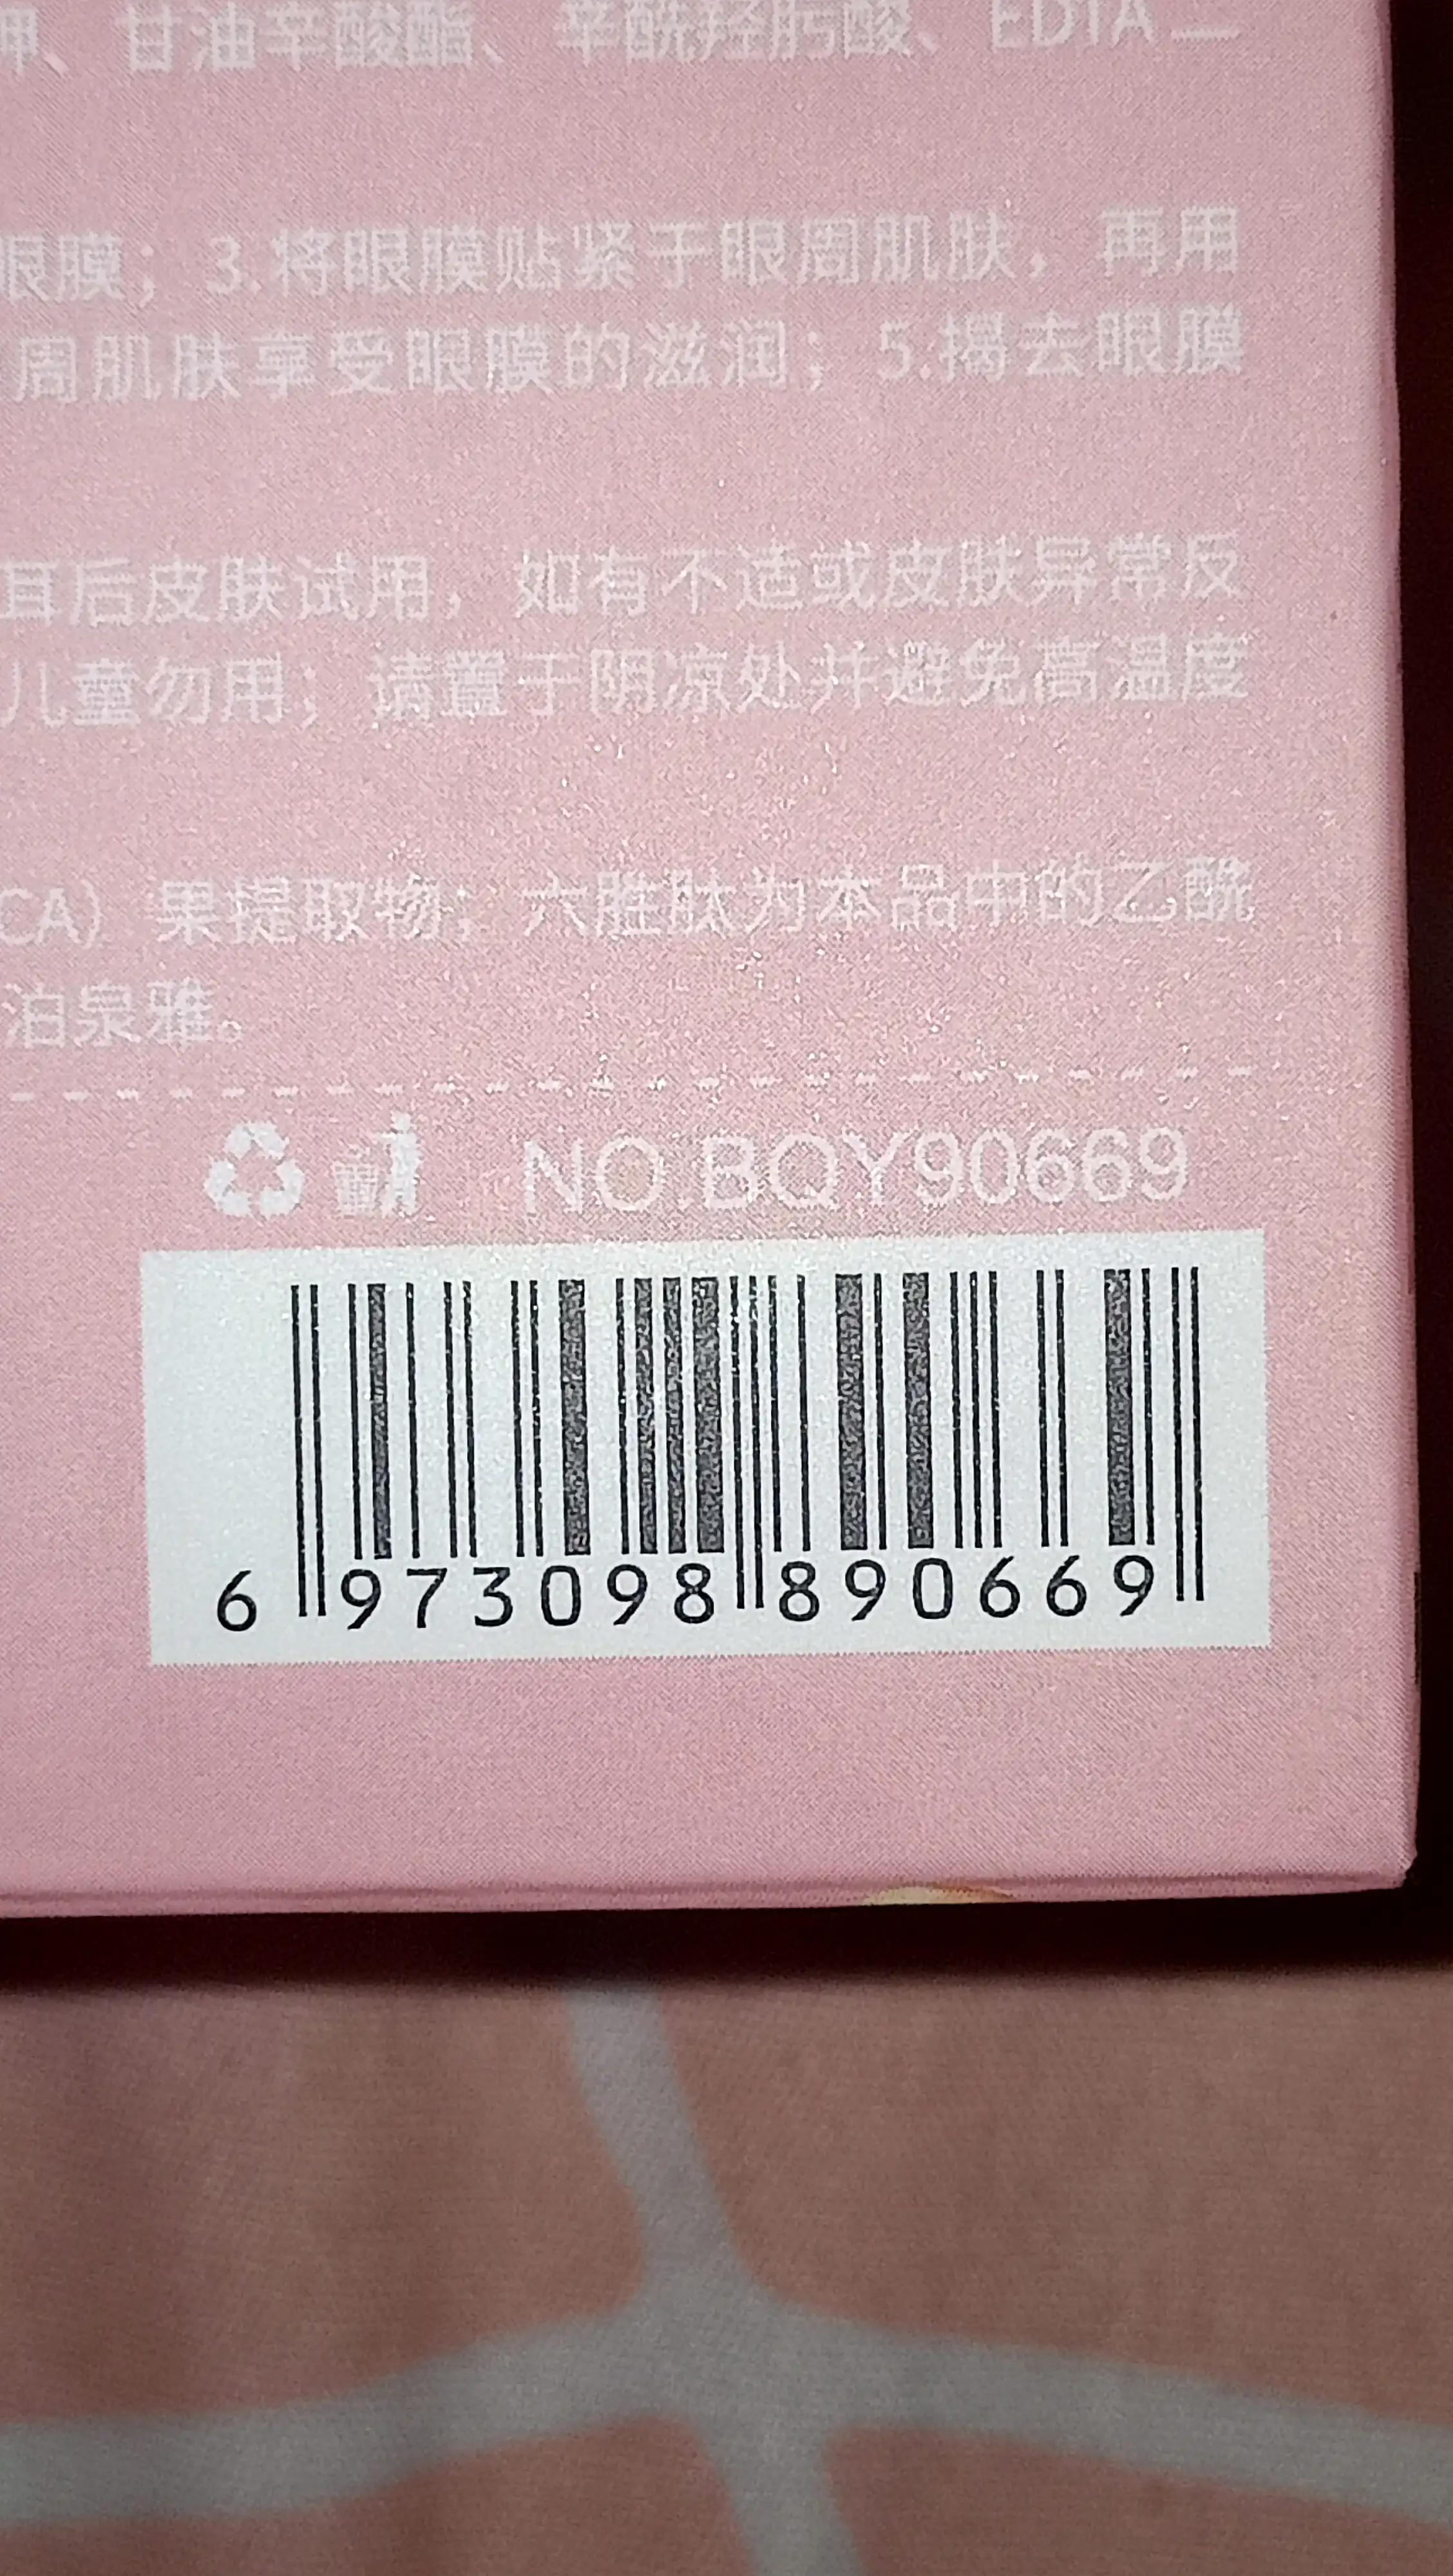 甘油辛酸酯、辛酰羟肟酸、EDTA二
眼膜；3.将眼膜贴紧于眼周肌肤，再用
周肌肤享受眼膜的滋润；5.揭去眼膜
耳后皮肤试用，如有不适或皮肤异常反
儿童勿用；请置于阴凉处并避免高温度
CA）果提取物；六胜肽为本品中的乙酰
泊泉雅。
NO.BQY90669
6 973098 890669